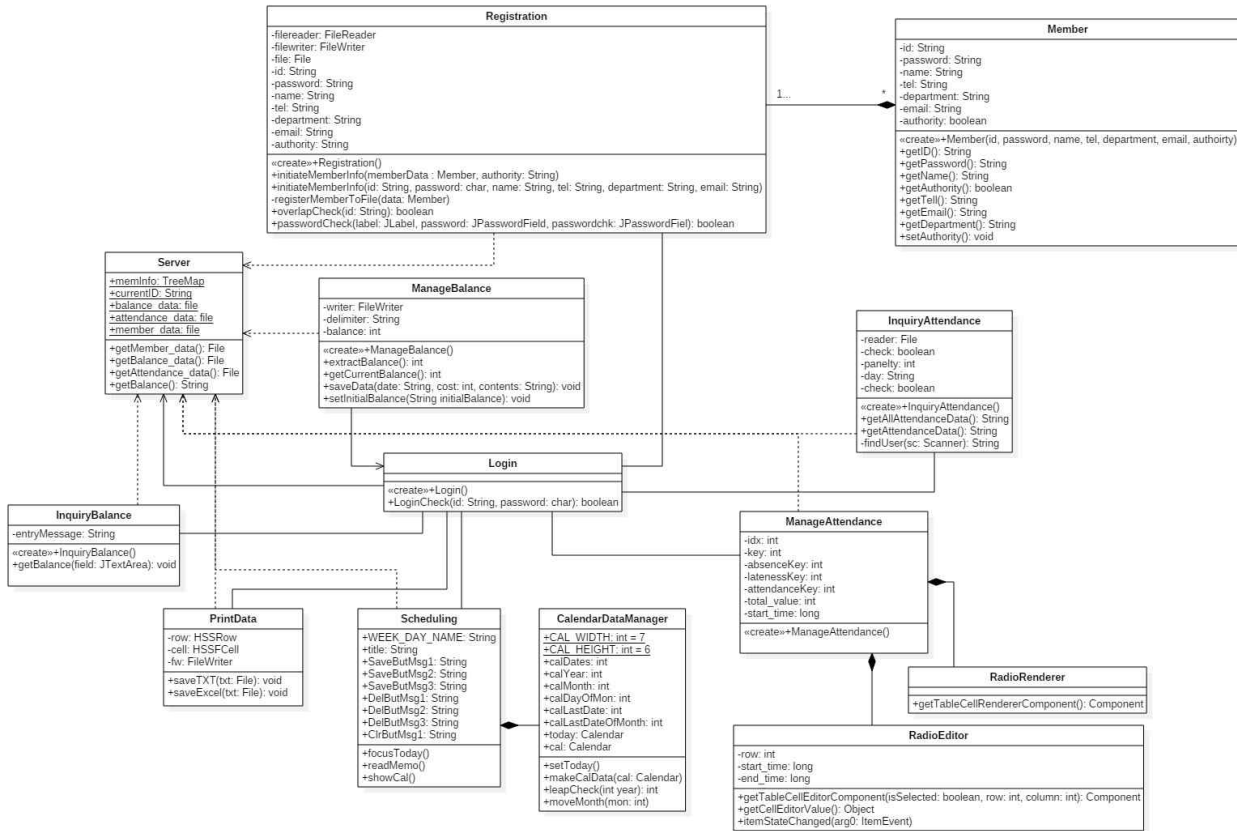 Registration
-filereader: FileReader
-filewriter: FileWriter
-file: File
-id: String
-password: String
-name: String
-tel: String
-department: String
-email: String
-authority: String
«create»+Registration()
+initiateMemberInfo(memberData : Member, authority: String)
+initiateMemberInfo(id: String, password: char, name: String, tel: String, department: String, email: String)
-registerMemberToFile(data: Member)
+overlapCheck(id: String): boolean
+passwordCheck(label: JLabel, password: JPasswordField, passwordchk: JPasswordFiel): boolean
1...
*
Member
-id: String
-password: String
-name: String
-tel: String
-department: String
-email: String
-authority: boolean
«create»+Member(id, password, name, tel, department, email, authoirty)
+getID(): String
+getPassword(): String
+getName(): String
+getAuthority(): boolean
+getTell(): String
+getEmail(): String
+getDepartment(): String
+setAuthority(): void
Server
+memInfo: TreeMap
+currentID: String
+balance_data: file
+attendance_data: file
+member_data: file
+getMember_data(): File
+getBalance_data(): File
+getAttendance_data(): File
+getBalance(): String
ManageBalance
-writer: FileWriter
-delimiter: String
-balance: int
«create»+ManageBalance()
+extractBalance(): int
+getCurrentBalance(): int
+saveData(date: String, cost: int, contents: String): void
+setInitialBalance(String initialBalance): void
InquiryAttendance
-reader: File
-check: boolean
-panelty: int
-day: String
-check: boolean
«create»+InquiryAttendance()
+getAllAttendanceData(): String
+getAttendanceData(): String
-findUser(sc: Scanner): String
Login
«create»+Login()
+LoginCheck(id: String, password: char): boolean
InquiryBalance
-entryMessage: String
«create»+InquiryBalance()
+getBalance(field: JTextArea): void
ManageAttendance
-idx: int
-key: int
-absenceKey: int
-latenessKey: int
-attendanceKey: int
-total_value: int
-start_time: long
«create»+ManageAttendance()
PrintData
-row: HSSRow
-cell: HSSFCell
-fw: FileWriter
+saveTXT(txt: File): void
+saveExcel(txt: File): void
Scheduling
+WEEK_DAY_NAME: String
+title: String
+SaveButMsg1: String
+SaveButMsg2: String
+SaveButMsg3: String
+DelButMsg1: String
+DelButMsg2: String
+DelButMsg3: String
+ClrButMsg1: String
+focusToday()
+readMemo()
+showCal()
CalendarDataManager
+CAL_WIDTH: int = 7
+CAL_HEIGHT: int = 6
+calDates: int
+calYear: int
+calMonth: int
+calDayOfMon: int
+calLastDate: int
+calLastDateOfMonth: int
+today: Calendar
+cal: Calendar
+setToday()
+makeCalData(cal: Calendar)
+leapCheck(int year): int
+moveMonth(mon: int)
RadioRenderer
+getTableCellRendererComponent(): Component
RadioEditor
-row: int
-start_time: long
-end_time: long
+getTableCellEditorComponent(isSelected: boolean, row: int, column: int): Component
+getCellEditorValue(): Object
+itemStateChanged(arg0: ItemEvent)